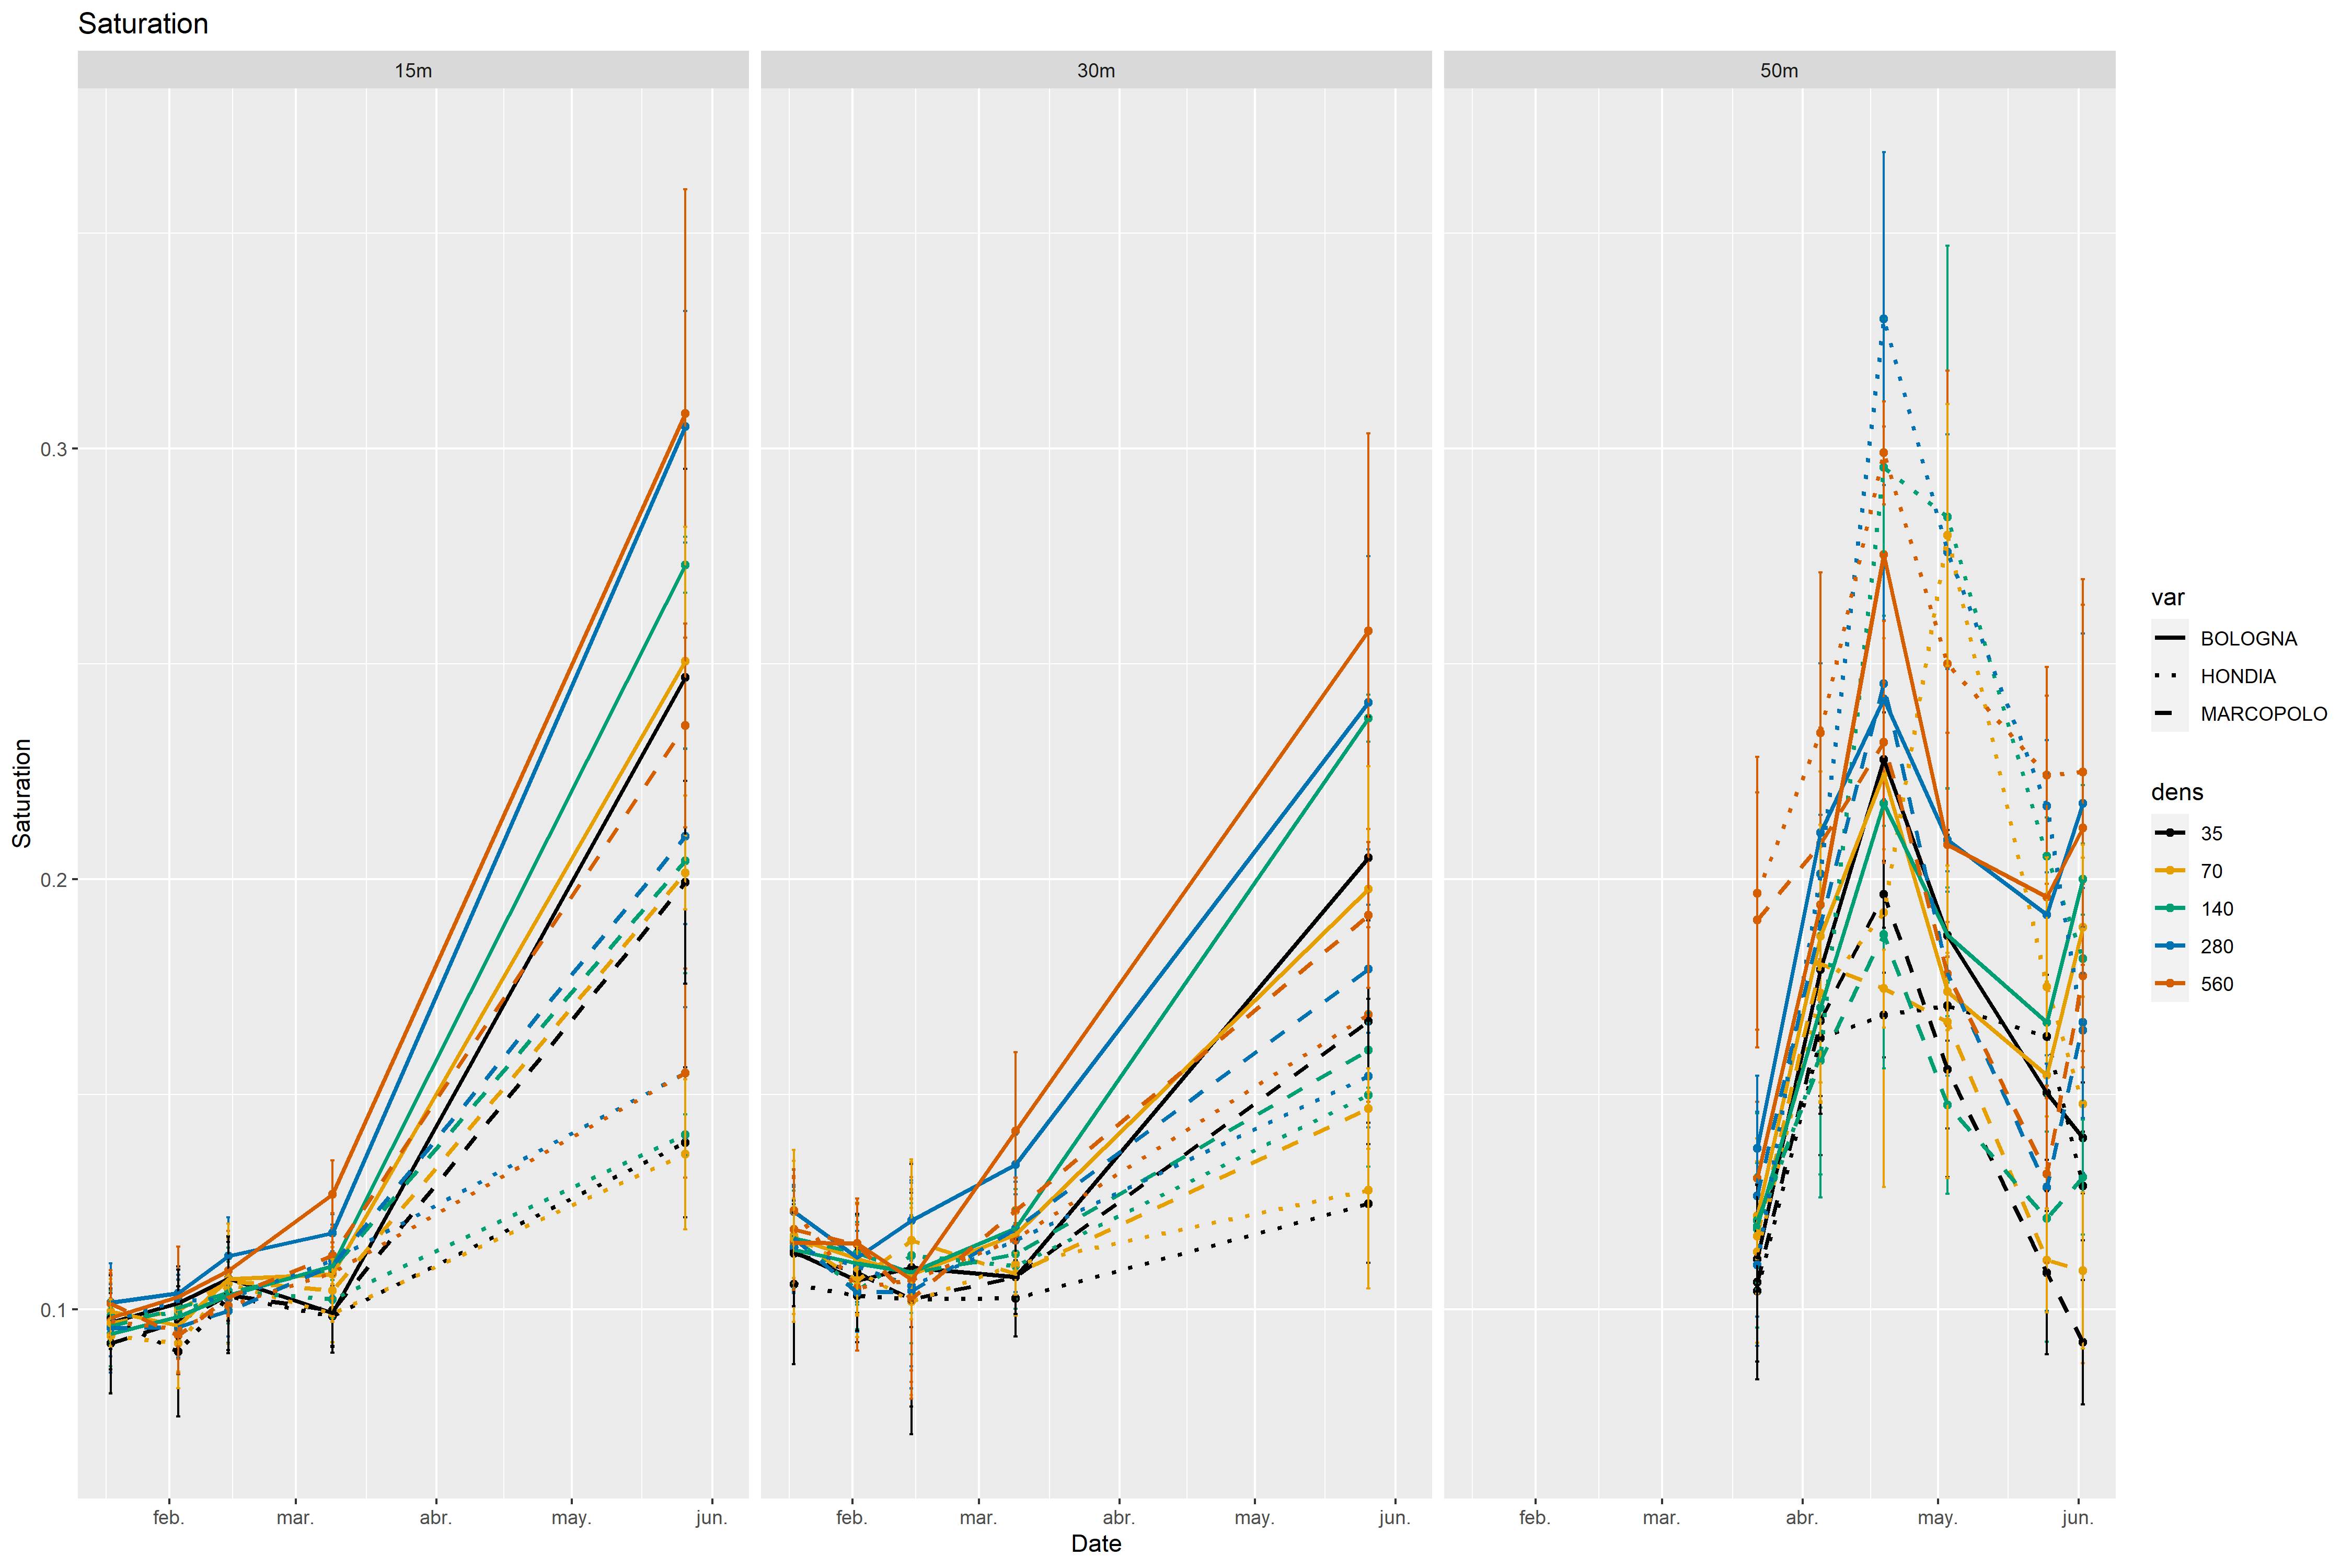 Saturation
15m 30m 50m
Saturation
0.3
0.2
0.1
feb. mar. abr. may. jun. feb. mar. abr. may. jun. feb. mar. abr. may. jun.
Date
var
BOLOGNA
HONDIA
MARCOPOLO
dens
35
70
140
280
560